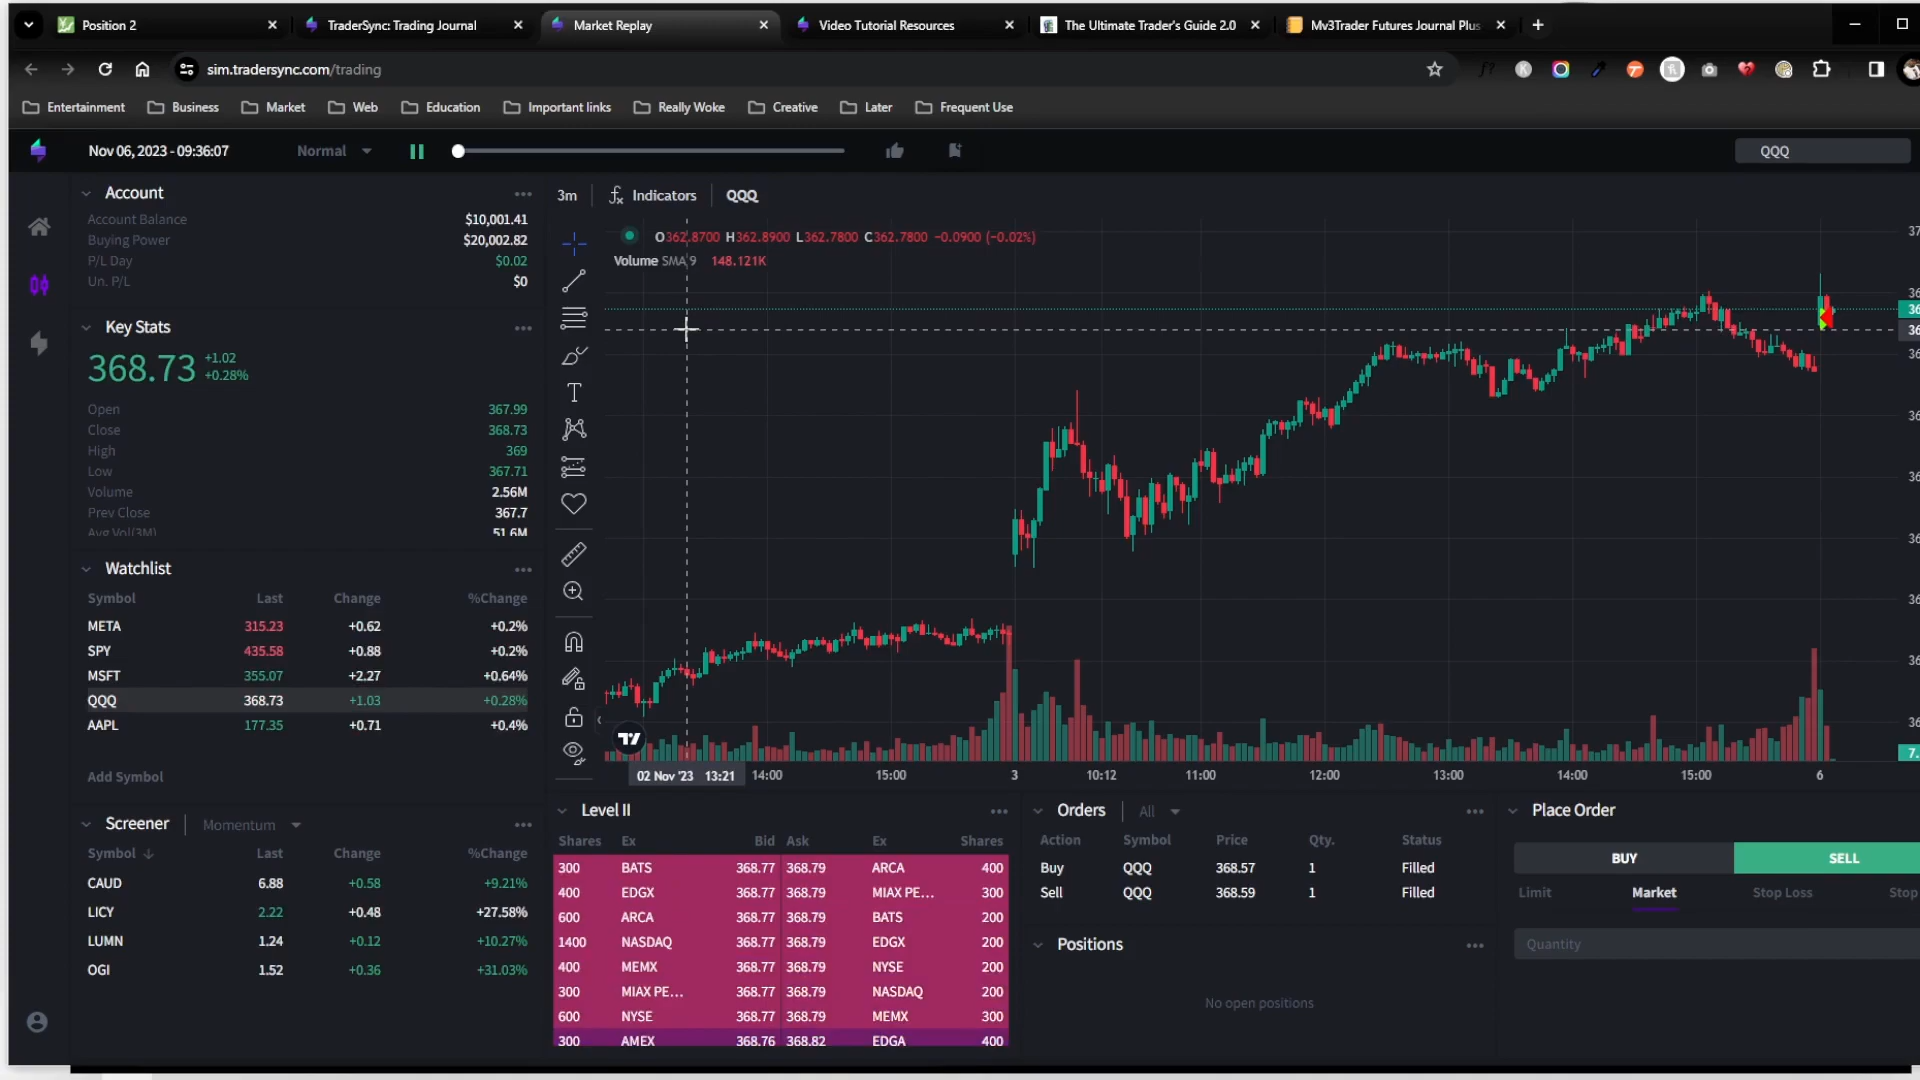 Position 2
TraderSync: Trading Journal
Market Replay
Video Tutorial Resources
The Ultimate Trader's Guide 2.0
Mv3Trader Futures Journal Plus
sim.tradersync.com/trading
Entertainment
Business
Market
Web
Education
Important links
Really Woke
Creative
Later
Frequent Use
Nov 06, 2023 - 09:36:07
Normal
QQQ
Account
Account Balance $10,001.41
Buying Power $20,002.82
P/L Day $0.02
Un. P/L $0
Key Stats
368.73 +1.02
+0.28%
Open 367.99
Close 368.73
High 369
Low 367.71
Volume 2.56M
Prev Close 367.7
Avg Vol(3M) 51.6M
Watchlist
Symbol Last Change %Change
META 315.23 +0.62 +0.2%
SPY 435.58 +0.88 +0.2%
MSFT 355.07 +2.27 +0.64%
QQQ 368.73 +1.03 +0.28%
AAPL 177.35 +0.71 +0.4%
Add Symbol
Screener Momentum
Symbol Last Change %Change
CAUD 6.88 +0.58 +9.21%
LICY 2.22 +0.48 +27.58%
LUMN 1.24 +0.12 +10.27%
OGI 1.52 +0.36 +31.03%
3m Indicators QQQ
O362.8700 H362.8900 L362.7800 C362.7800 -0.0900 (-0.02%)
Volume SMA 9 148.121K
02 Nov '23 13:21 14:00 15:00 3 10:12 11:00 12:00 13:00 14:00 15:00 6
Level II
Shares Ex Bid Ask Ex Shares
300 BATS 368.77 368.79 ARCA 400
400 EDGX 368.77 368.79 MIAX PE... 300
600 ARCA 368.77 368.79 BATS 200
1400 NASDAQ 368.77 368.79 EDGX 200
400 MEMX 368.77 368.79 NYSE 200
300 MIAX PE... 368.77 368.79 NASDAQ 200
600 NYSE 368.77 368.79 MEMX 300
300 AMEX 368.76 368.82 EDGA 400
Orders All
Action Symbol Price Qty. Status
Buy QQQ 368.57 1 Filled
Sell QQQ 368.59 1 Filled
Positions
No open positions
Place Order
BUY SELL
Limit Market Stop Loss Stop
Quantity